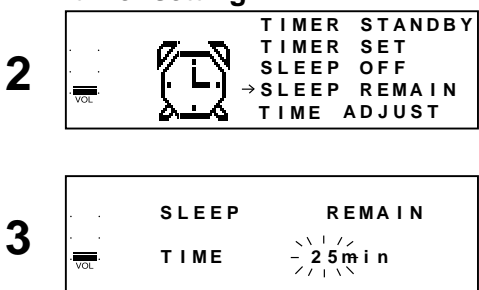 TIMER STANDBY
TIMER SET
2
SLEEP OFF
→SLEEP REMAIN
VOL
TIME ADJUST
SLEEP REMAIN
3
TIME 25min
VOL